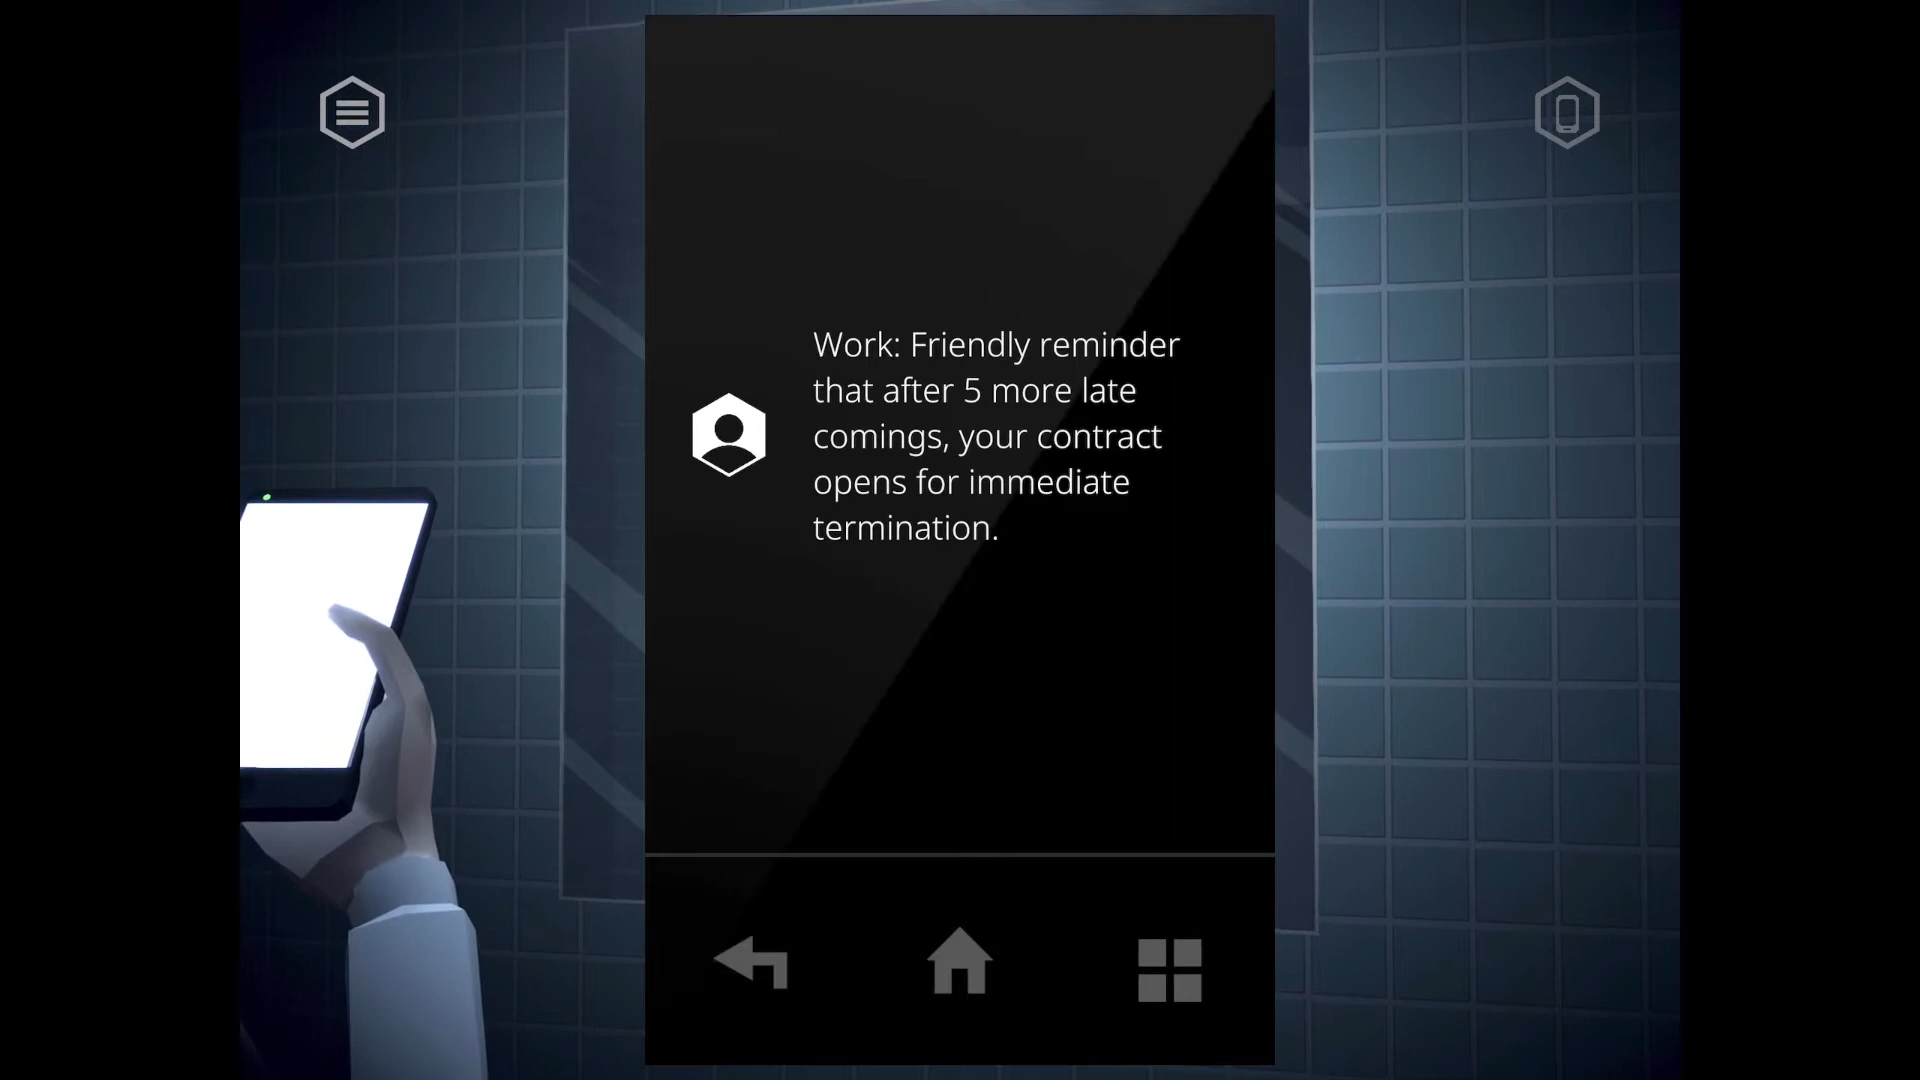 Work: Friendly reminder
that after 5 more late
comings, your contract
opens for immediate
termination.